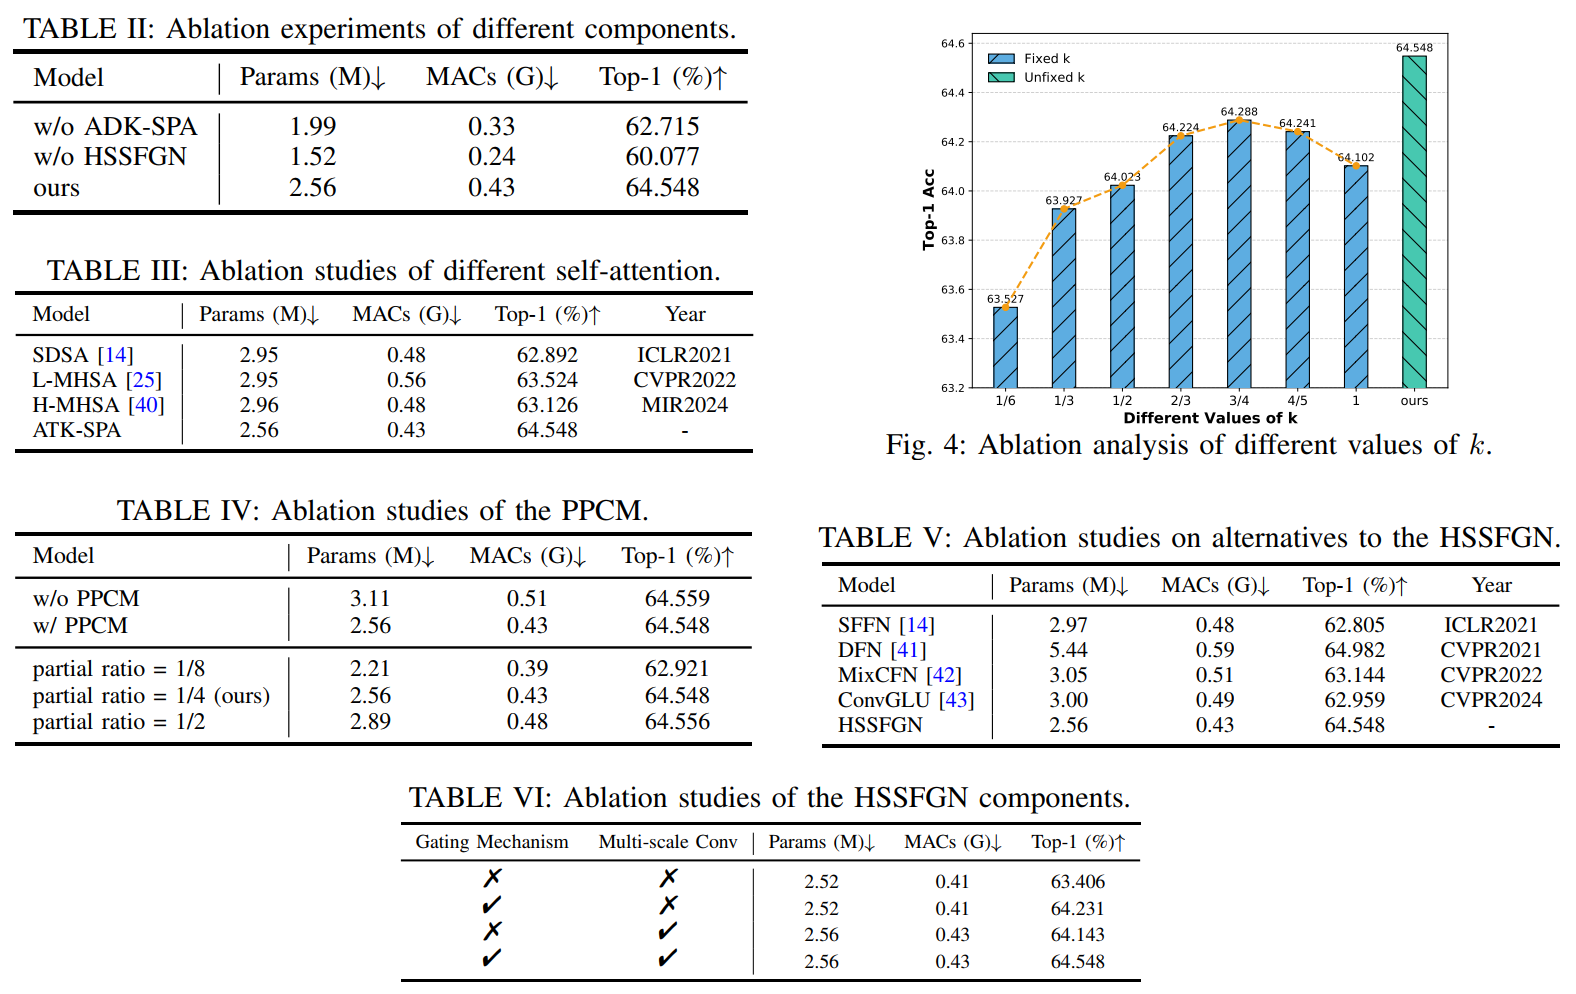 TABLE II: Ablation experiments of different components.
Model Params (M)↓ MACs (G)↓ Top-1 (%)↑
w/o ADK-SPA 1.99 0.33 62.715
w/o HSSFGN 1.52 0.24 60.077
ours 2.56 0.43 64.548
TABLE III: Ablation studies of different self-attention.
Model Params (M)↓ MACs (G)↓ Top-1 (%)↑ Year
SDSA [14] 2.95 0.48 62.892 ICLR2021
L-MHSA [25] 2.95 0.56 63.524 CVPR2022
H-MHSA [40] 2.96 0.48 63.126 MIR2024
ATK-SPA 2.56 0.43 64.548 -
64.6
64.4
64.2
64.0
63.8
63.6
63.4
63.2
Top-1 Acc
Fixed k
Unfixed k
63.527
63.927
64.023
64.224
64.288
64.241
64.102
64.548
1/6 1/3 1/2 2/3 3/4 4/5 1 ours
Different Values of k
Fig. 4: Ablation analysis of different values of k.
TABLE IV: Ablation studies of the PPCM.
Model Params (M)↓ MACs (G)↓ Top-1 (%)↑
w/o PPCM 3.11 0.51 64.559
w/ PPCM 2.56 0.43 64.548
partial ratio = 1/8 2.21 0.39 62.921
partial ratio = 1/4 (ours) 2.56 0.43 64.548
partial ratio = 1/2 2.89 0.48 64.556
TABLE V: Ablation studies on alternatives to the HSSFGN.
Model Params (M)↓ MACs (G)↓ Top-1 (%)↑ Year
SFFN [14] 2.97 0.48 62.805 ICLR2021
DFN [41] 5.44 0.59 64.982 CVPR2021
MixCFN [42] 3.05 0.51 63.144 CVPR2022
ConvGLU [43] 3.00 0.49 62.959 CVPR2024
HSSFGN 2.56 0.43 64.548 -
TABLE VI: Ablation studies of the HSSFGN components.
Gating Mechanism Multi-scale Conv Params (M)↓ MACs (G)↓ Top-1 (%)↑
✗ ✗ 2.52 0.41 63.406
✓ ✗ 2.52 0.41 64.231
✗ ✓ 2.56 0.43 64.143
✓ ✓ 2.56 0.43 64.548